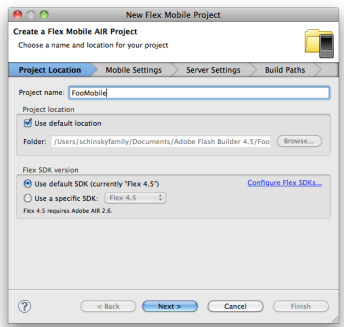 New Flex Mobile Project
Create a Flex Mobile AIR Project
Choose a name and location for your project
Project Location
Mobile Settings
Server Settings
Build Paths
Project name: FooMobile
Project location
Use default location
Folder: /Users/schinskyfamily/Documents/Adobe Flash Builder 4.5/Foo
Browse...
Flex SDK version
Use default SDK (currently "Flex 4.5")
Configure Flex SDKs...
Use a specific SDK: Flex 4.5
Flex 4.5 requires Adobe AIR 2.6.
?
< Back
Next >
Cancel
Finish